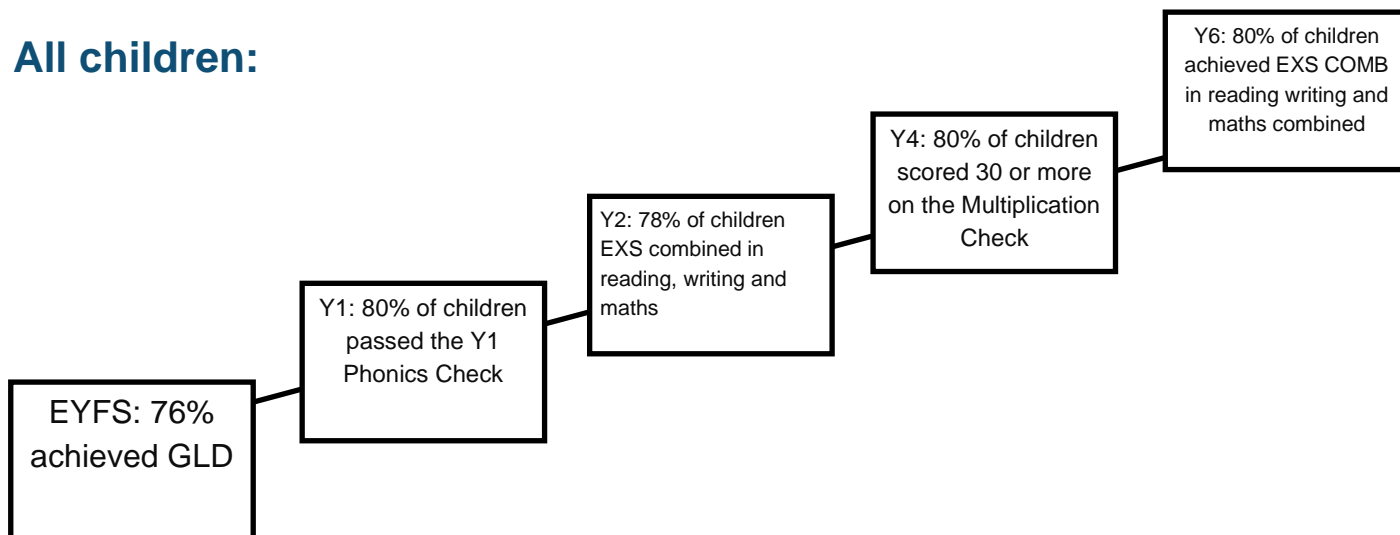 All children:
EYFS: 76%
achieved GLD
Y1: 80% of children
passed the Y1
Phonics Check
Y2: 78% of children
EXS combined in
reading, writing and
maths
Y4: 80% of children
scored 30 or more
on the Multiplication
Check
Y6: 80% of children
achieved EXS COMB
in reading writing and
maths combined